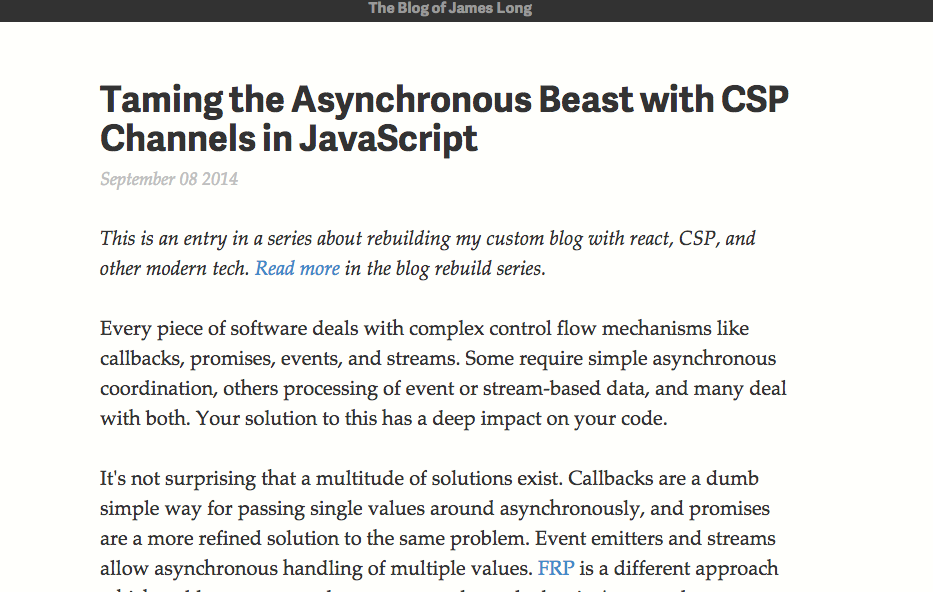 The Blog of James Long
Taming the Asynchronous Beast with CSP
Channels in JavaScript
September 08 2014
This is an entry in a series about rebuilding my custom blog with react, CSP, and
other modern tech. Read more in the blog rebuild series.
Every piece of software deals with complex control flow mechanisms like
callbacks, promises, events, and streams. Some require simple asynchronous
coordination, others processing of event or stream-based data, and many deal
with both. Your solution to this has a deep impact on your code.
It's not surprising that a multitude of solutions exist. Callbacks are a dumb
simple way for passing single values around asynchronously, and promises
are a more refined solution to the same problem. Event emitters and streams
allow asynchronous handling of multiple values. FRP is a different approach